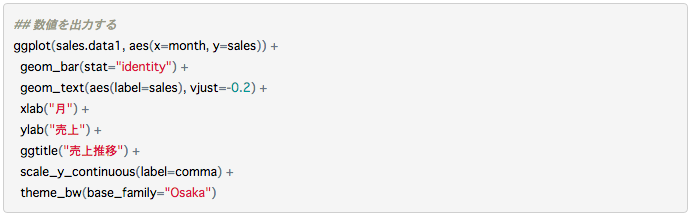 ## 数値を出力する
ggplot(sales.data1, aes(x=month, y=sales)) +
geom_bar(stat="identity") +
geom_text(aes(label=sales), vjust=-0.2) +
xlab("月") +
ylab("売上") +
ggtitle("売上推移") +
scale_y_continuous(label=comma) +
theme_bw(base_family="Osaka")